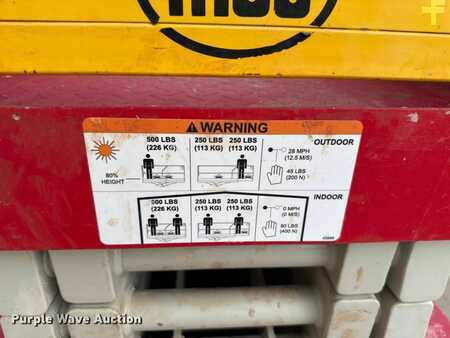 WARNING
500 LBS 250 LBS 250 LBS OUTDOOR
(226 KG) (113 KG) (113 KG)
28 MPH
(12.5 M/S)
80%
HEIGHT
45 LBS
(200 N)
INDOOR
500 LBS 250 LBS 250 LBS
(226 KG) (113 KG) (113 KG)
0 MPH
(0 M/S)
90 LBS
(400 N)
Purple Wave Auction